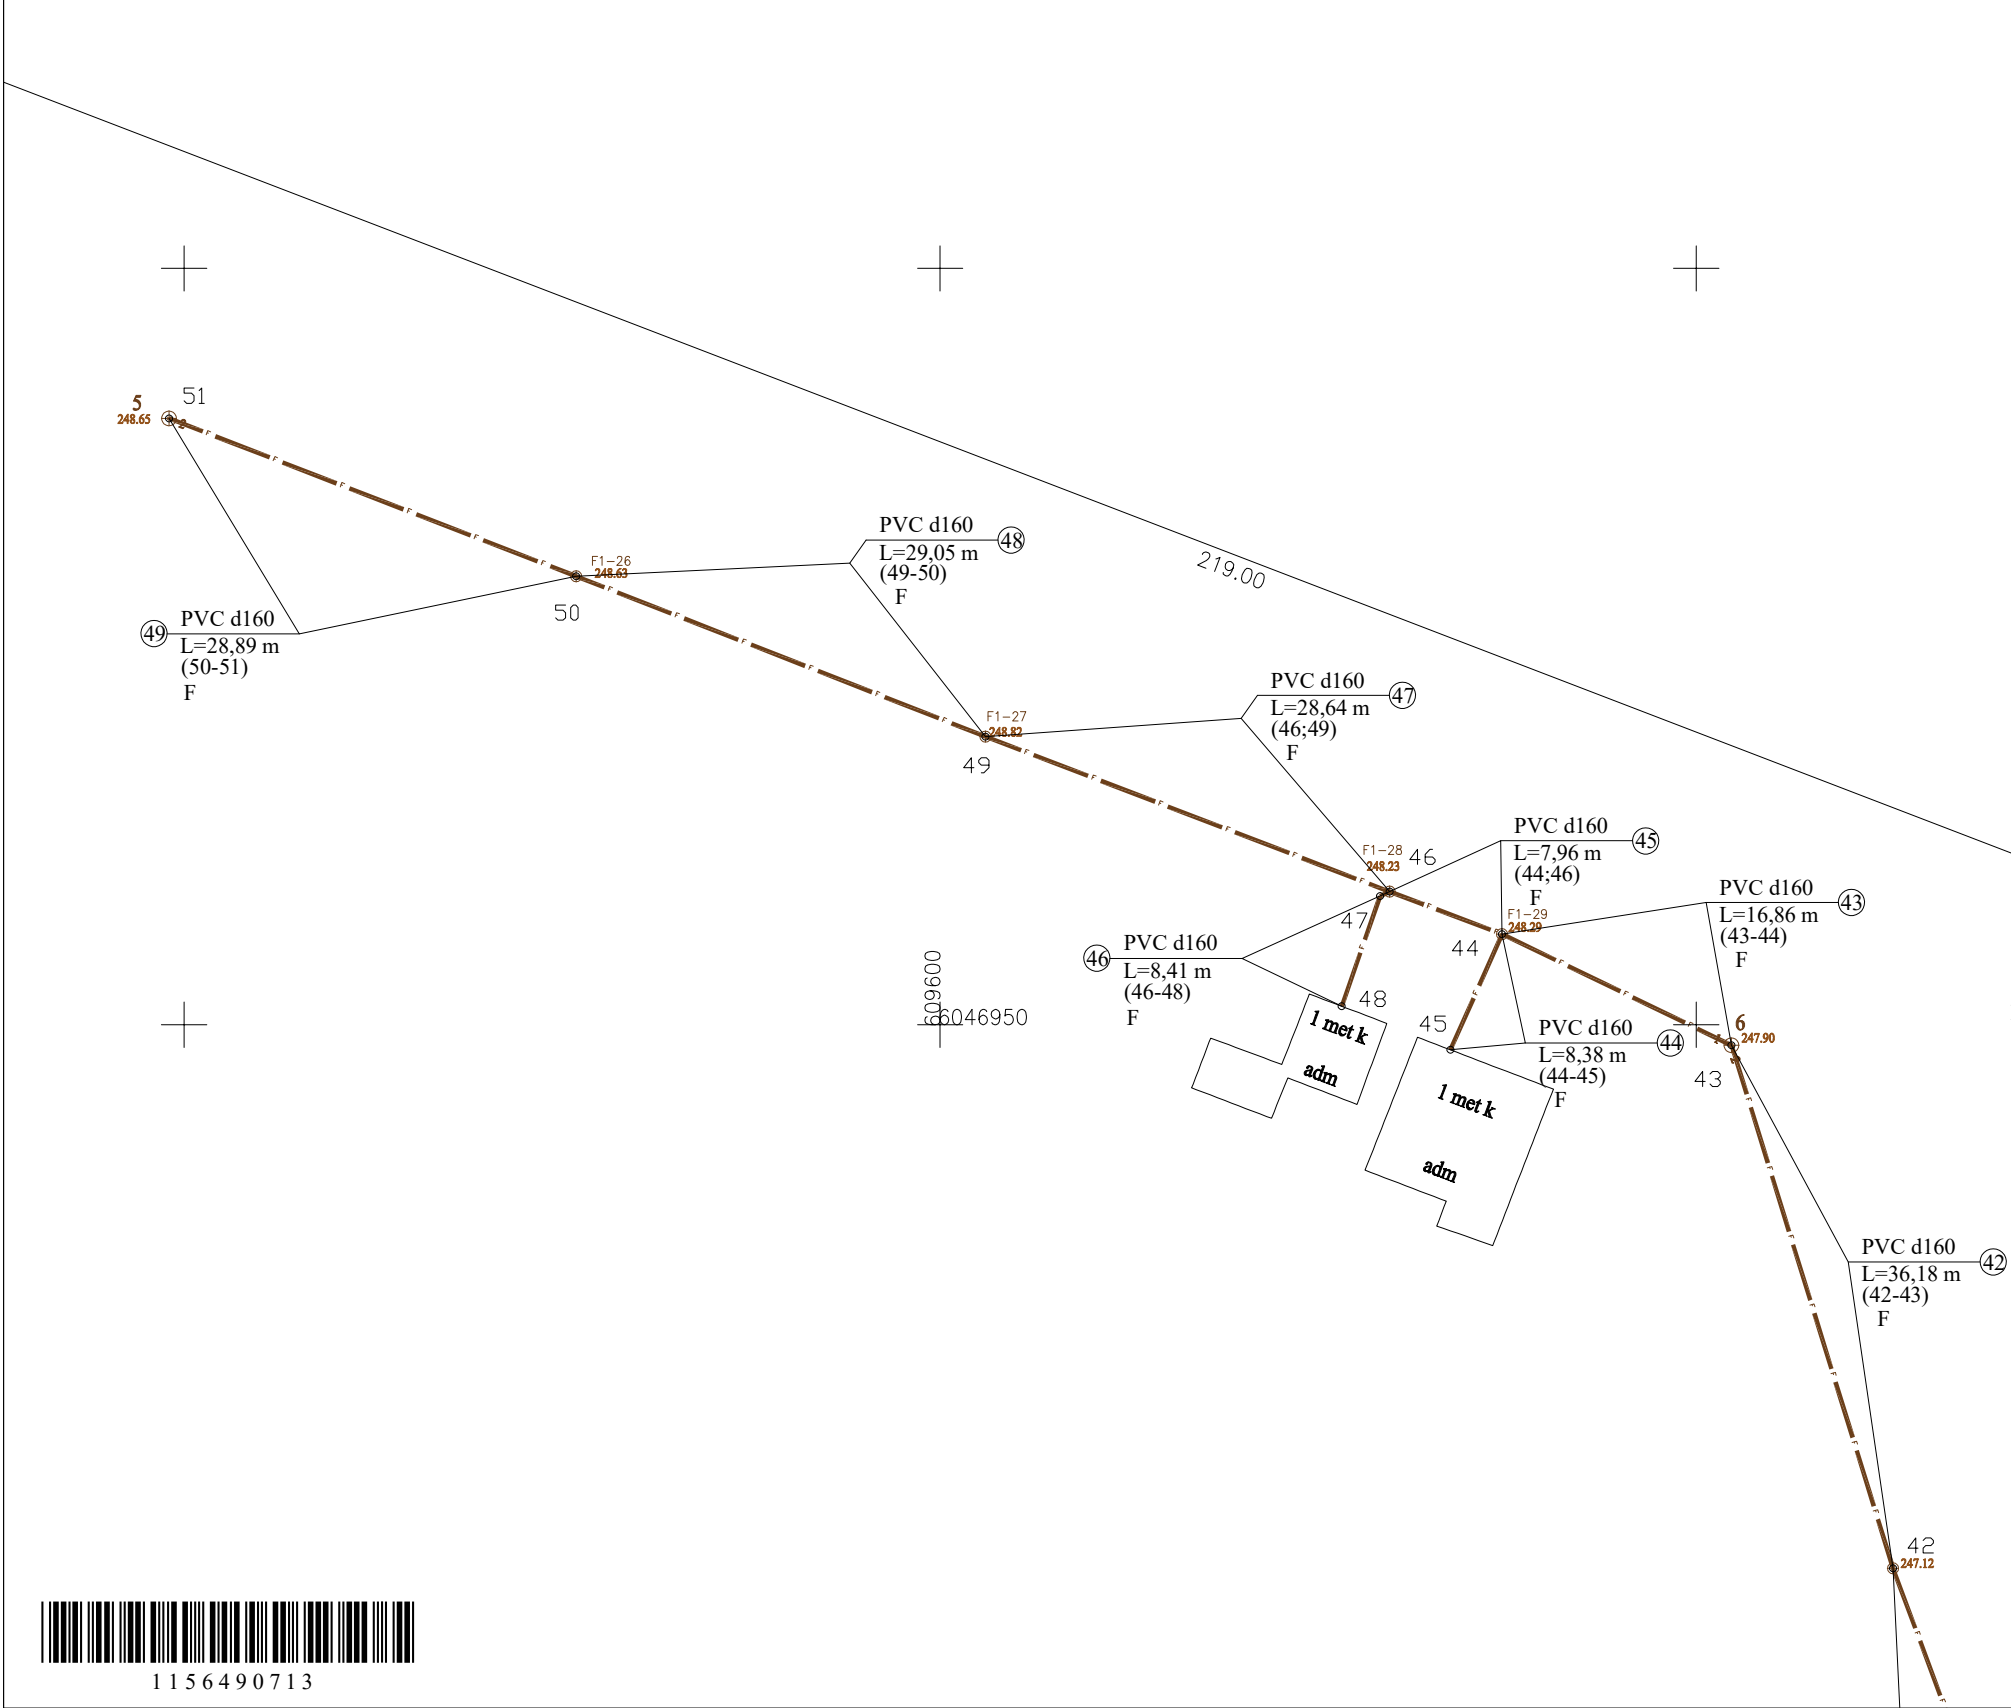 51
5
248.65
2
F1-26
248.63
50
PVC d160
48
L=29,05 m
(49-50)
F
219.00
49
PVC d160
L=28,89 m
(50-51)
F
F1-27
248.82
49
PVC d160
47
L=28,64 m
(46;49)
F
F1-28
248.23
46
47
PVC d160
45
L=7,96 m
(44;46)
F
F1-29
248.29
44
PVC d160
43
L=16,86 m
(43-44)
F
46
PVC d160
L=8,41 m
(46-48)
F
609600
6046950
48
1 met k
adm
45
1 met k
adm
PVC d160
44
L=8,38 m
(44-45)
F
6
247.90
1
2
43
PVC d160
42
L=36,18 m
(42-43)
F
42
247.12
1156490713